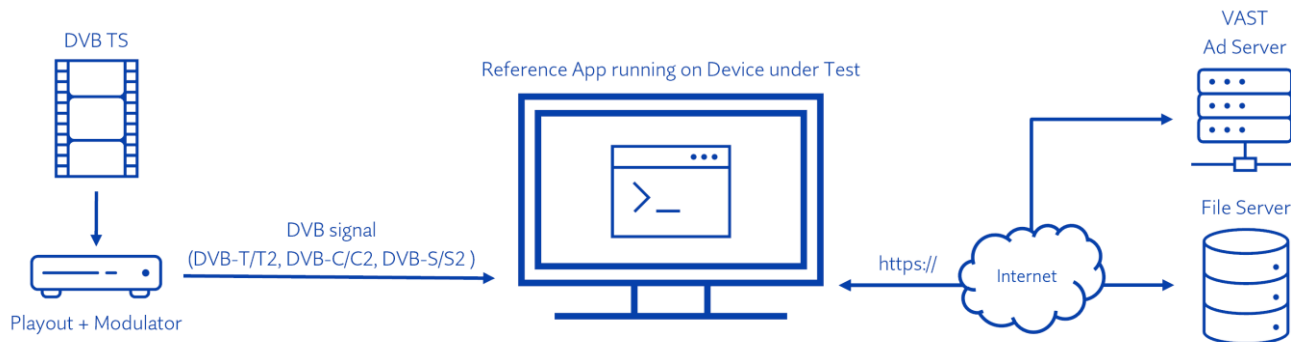 DVB TS
Playout + Modulator
DVB signal
(DVB-T/T2, DVB-C/C2, DVB-S/S2 )
Reference App running on Device under Test
https://
Internet
VAST
Ad Server
File Server